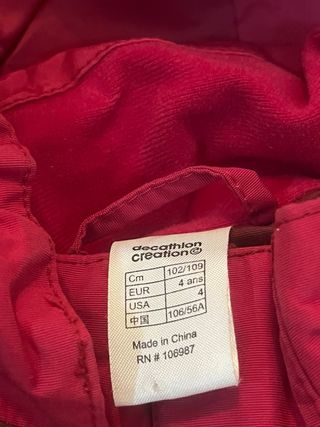 decathlon
creation
Cm 102/109
EUR 4 ans
USA 4
中国 106/56A
Made in China
RN # 106987